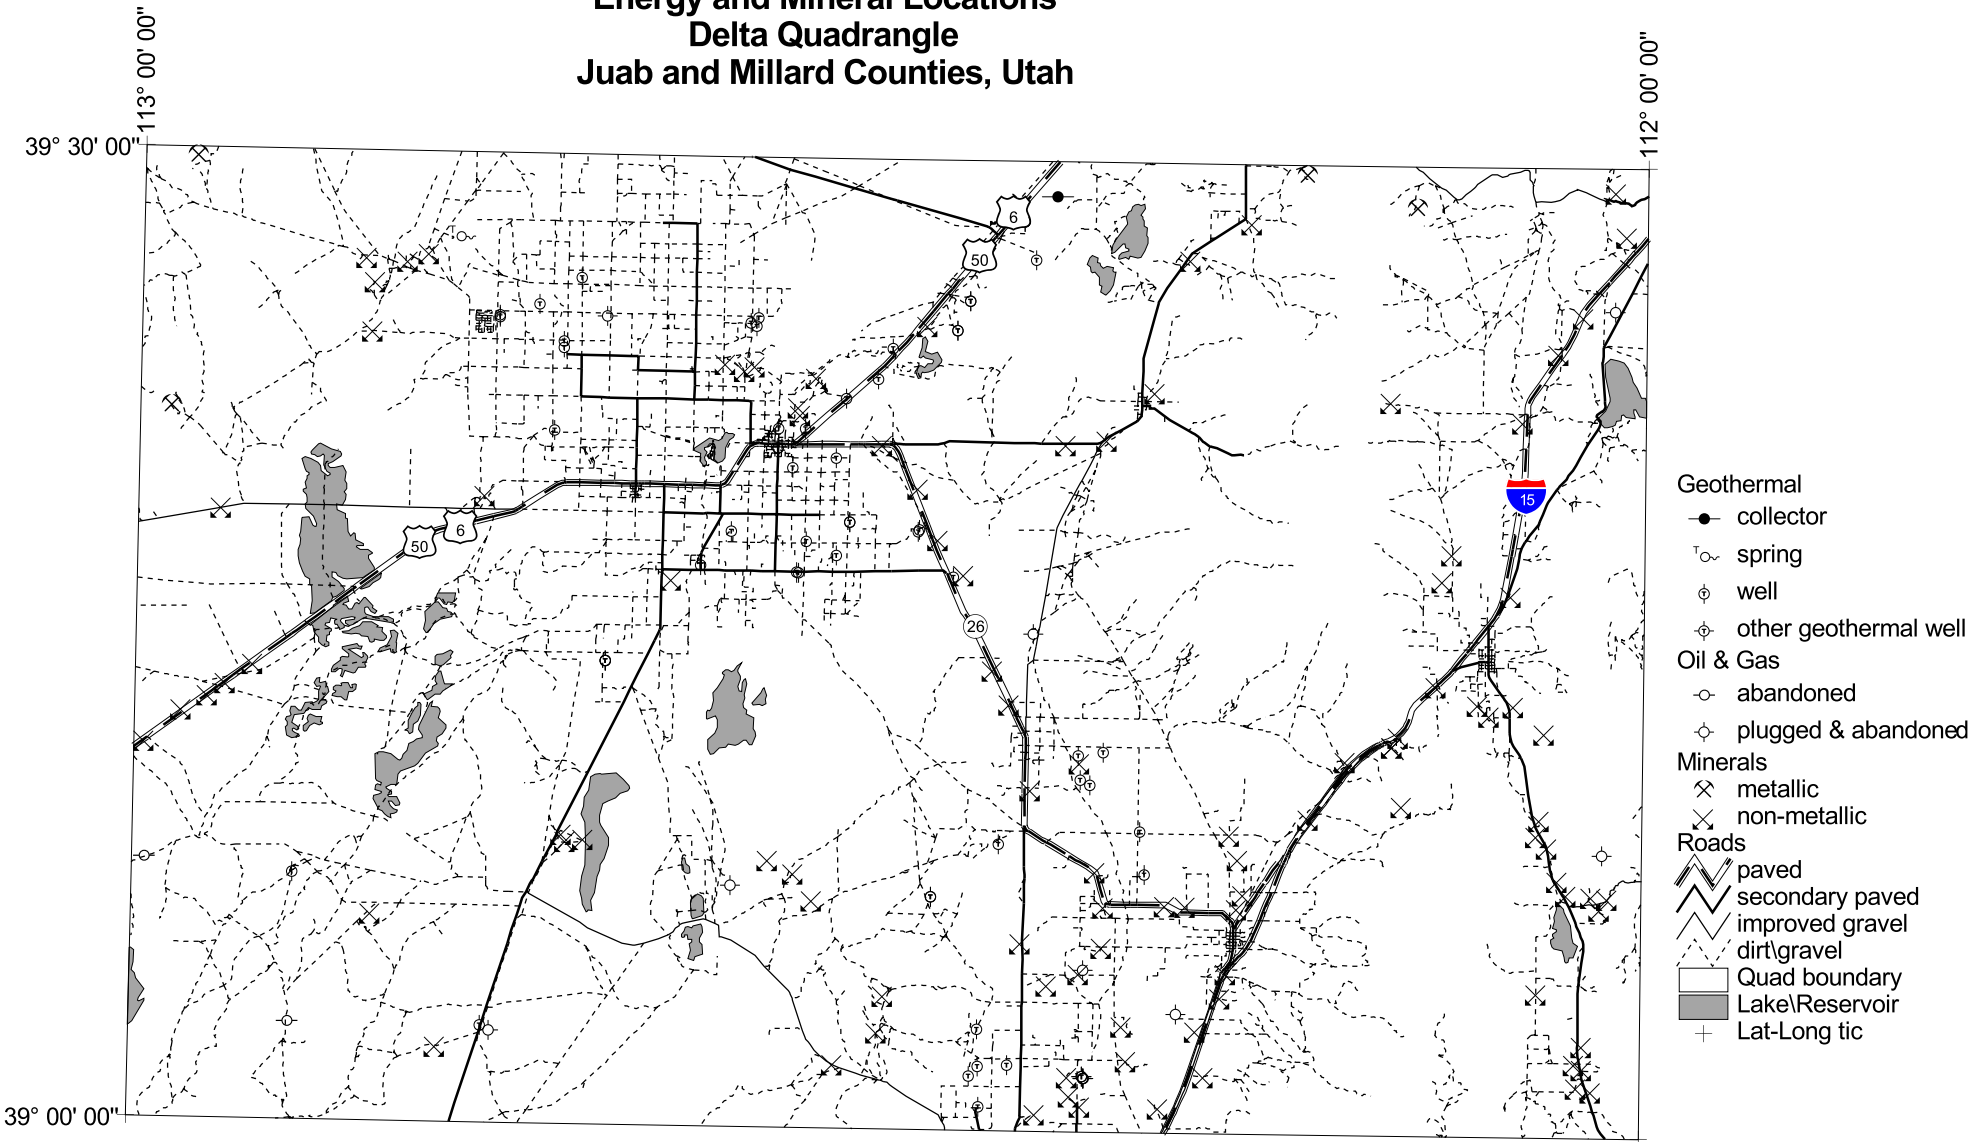 Energy and Mineral Locations
Delta Quadrangle
Juab and Millard Counties, Utah
113° 00' 00"
112° 00' 00"
39° 30' 00"
6
50
15
50
6
26
39° 00' 00"
Geothermal
collector
spring
well
other geothermal well
Oil & Gas
abandoned
plugged & abandoned
Minerals
metallic
non-metallic
Roads
paved
secondary paved
improved gravel
dirt\gravel
Quad boundary
Lake\Reservoir
Lat-Long tic